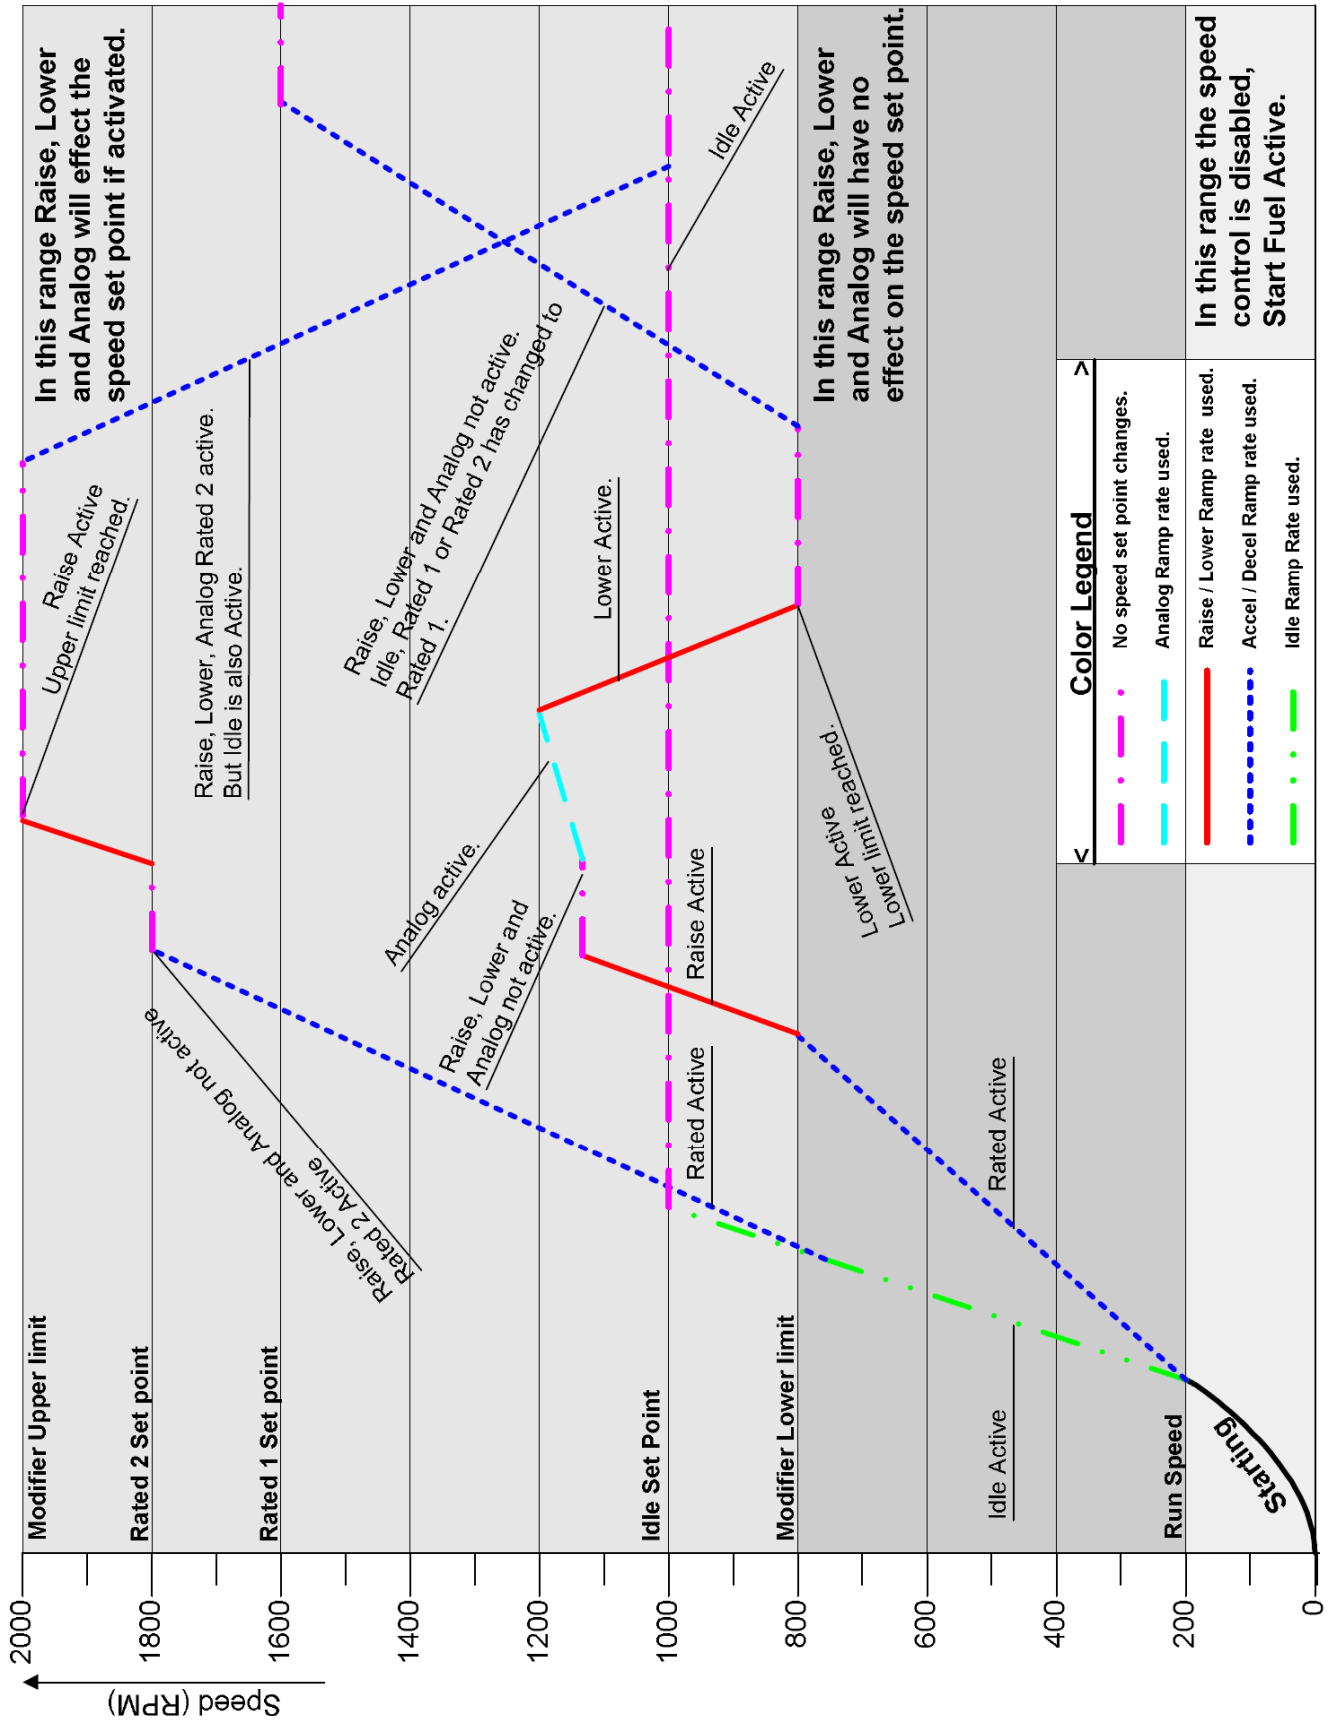 Speed (RPM)
2000
1800
1600
1400
1200
1000
800
600
400
200
0
Modifier Upper limit
Rated 2 Set point
Rated 1 Set point
Idle Set Point
Modifier Lower limit
Run Speed
Starting
In this range Raise, Lower
and Analog will effect the
speed set point if activated.
Raise Active
Upper limit reached.
Raise, Lower, Analog Rated 2 active.
But Idle is also Active.
Raise, Lower and Analog not active
Rated 2 Active
Raise, Lower and Analog not active.
Idle, Rated 1 or Rated 2 has changed to
Rated 1.
Analog active.
Raise, Lower and
Analog not active.
Lower Active.
Idle Active
Rated Active
Raise Active
Lower Active
Lower limit reached.
In this range Raise, Lower
and Analog will have no
effect on the speed set point.
Idle Active
Rated Active
< Color Legend >
No speed set point changes.
Analog Ramp rate used.
Raise / Lower Ramp rate used.
Accel / Decel Ramp rate used.
Idle Ramp Rate used.
In this range the speed
control is disabled,
Start Fuel Active.